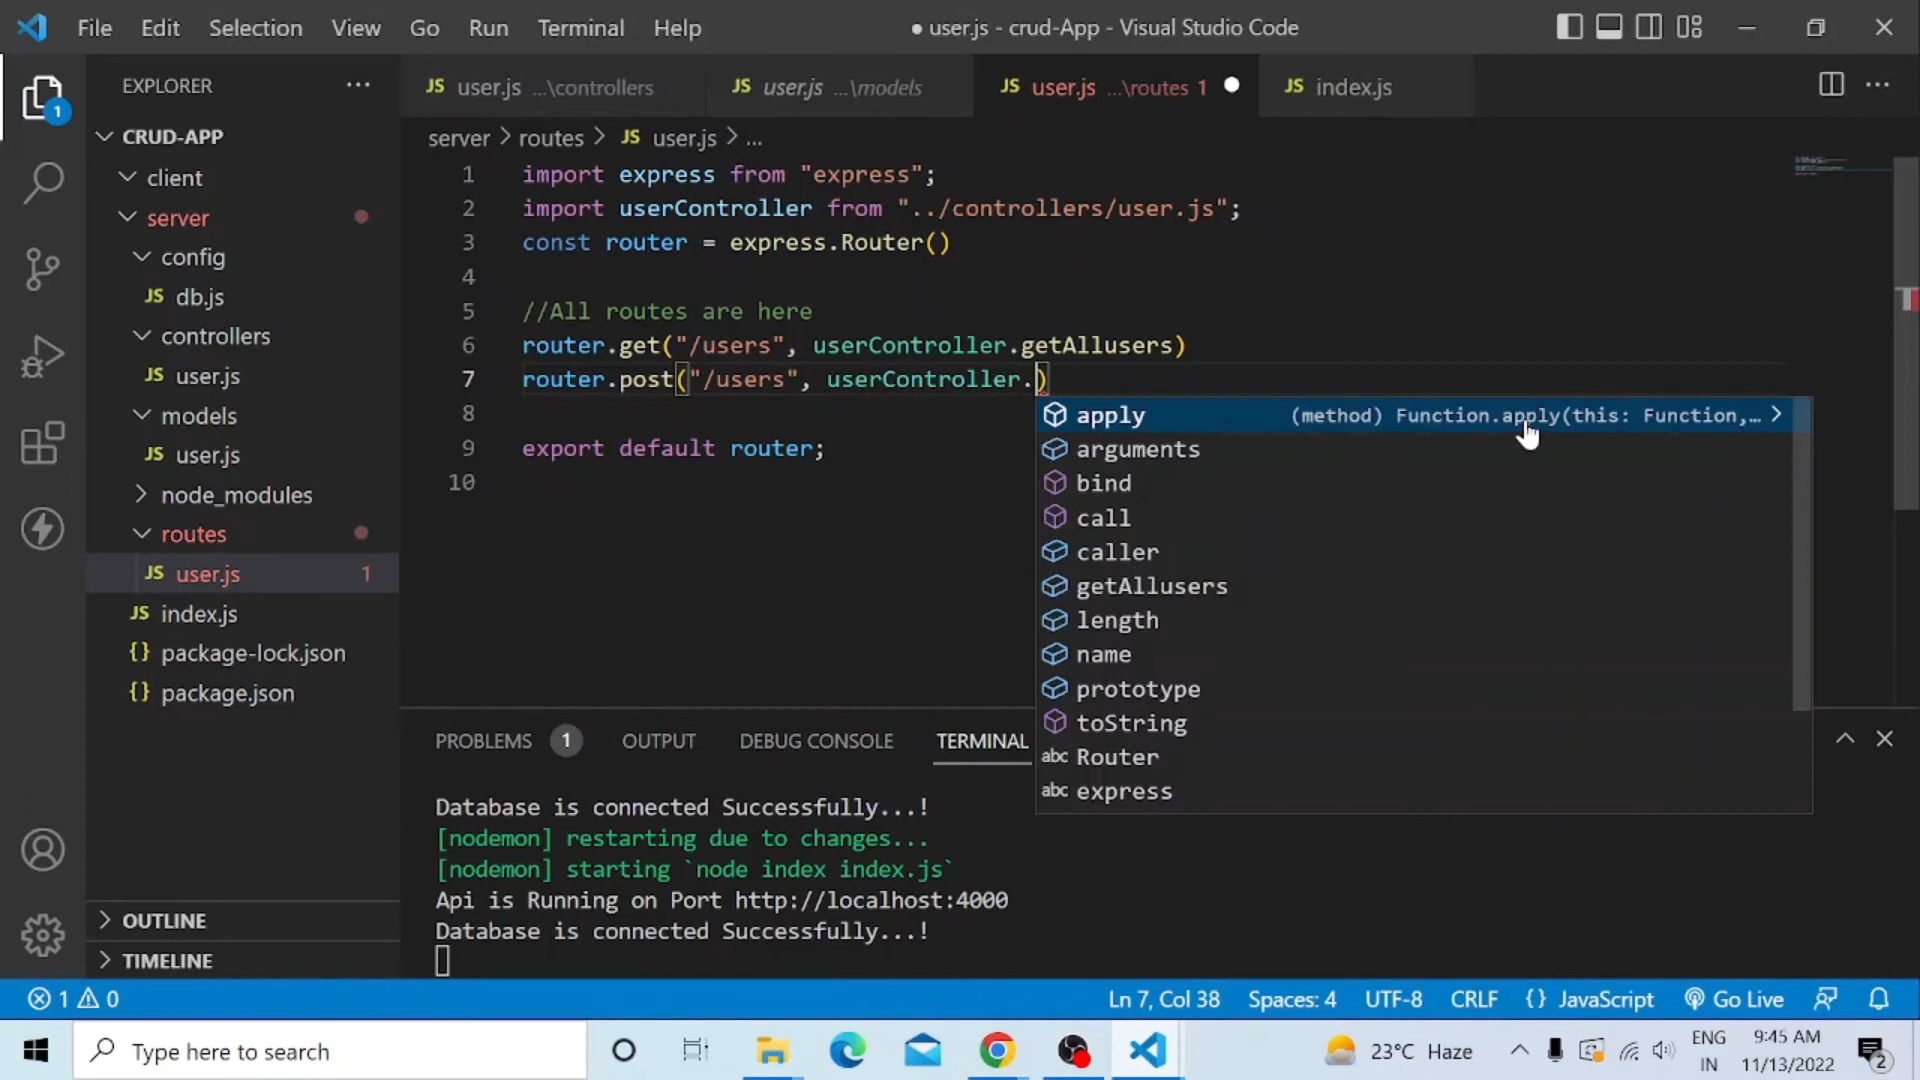 File Edit Selection View Go Run Terminal Help
● user.js - crud-App - Visual Studio Code
EXPLORER ...
CRUD-APP
client
server
config
JS db.js
controllers
JS user.js
models
JS user.js
node_modules
routes
JS user.js 1
JS index.js
{} package-lock.json
{} package.json
OUTLINE
TIMELINE
1
JS user.js ...\controllers
JS user.js ...\models
JS user.js ...\routes 1 ●
JS index.js
server > routes > JS user.js > ...
1 import express from "express";
2 import userController from "../controllers/user.js";
3 const router = express.Router()
4
5 //All routes are here
6 router.get("/users", userController.getAllusers)
7 router.post("/users", userController.)
8
9 export default router;
10
apply (method) Function.apply(this: Function,… >
arguments
bind
call
caller
getAllusers
length
name
prototype
toString
abc Router
abc express
PROBLEMS 1 OUTPUT DEBUG CONSOLE TERMINAL
Database is connected Successfully...!
[nodemon] restarting due to changes...
[nodemon] starting `node index index.js`
Api is Running on Port http://localhost:4000
Database is connected Successfully...!
1 0 Ln 7, Col 38 Spaces: 4 UTF-8 CRLF {} JavaScript Go Live
Type here to search
23°C Haze
ENG
IN
9:45 AM
11/13/2022
2